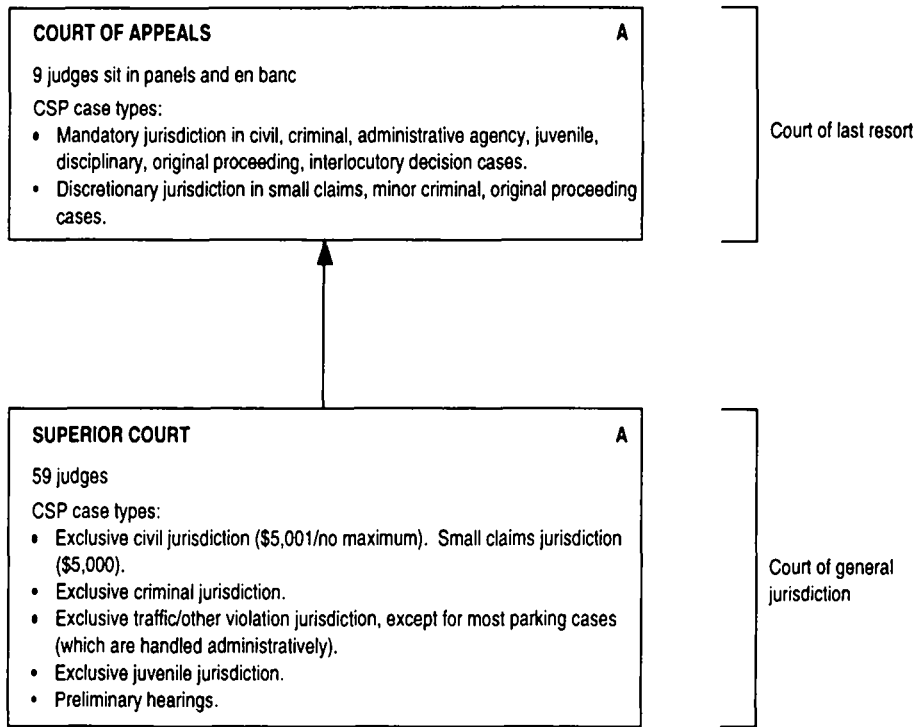 COURT OF APPEALS A
9 judges sit in panels and en banc
CSP case types:
• Mandatory jurisdiction in civil, criminal, administrative agency, juvenile,
disciplinary, original proceeding, interlocutory decision cases.
• Discretionary jurisdiction in small claims, minor criminal, original proceeding
cases.
Court of last resort
SUPERIOR COURT A
59 judges
CSP case types:
• Exclusive civil jurisdiction ($5,001/no maximum). Small claims jurisdiction
($5,000).
• Exclusive criminal jurisdiction.
• Exclusive traffic/other violation jurisdiction, except for most parking cases
(which are handled administratively).
• Exclusive juvenile jurisdiction.
• Preliminary hearings.
Court of general
jurisdiction